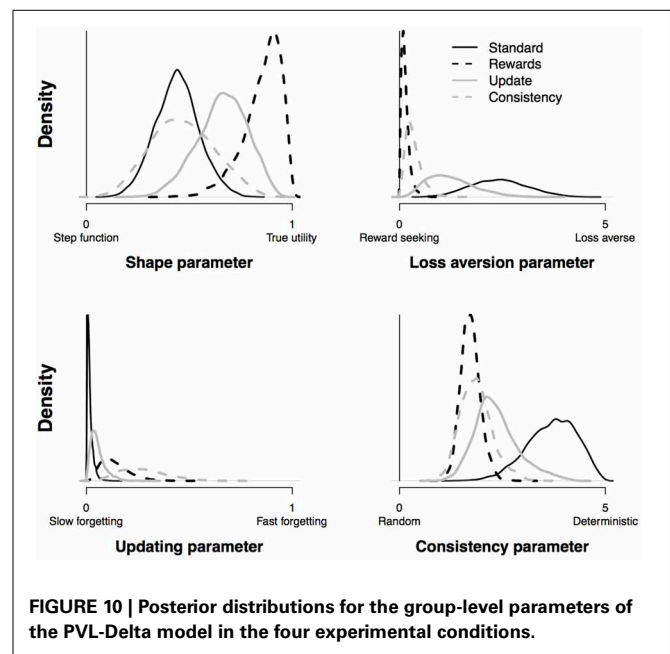 Density
0
1
Step function
True utility
Shape parameter
Standard
Rewards
Update
Consistency
0
5
Reward seeking
Loss averse
Loss aversion parameter
Density
0
1
Slow forgetting
Fast forgetting
Updating parameter
0
5
Random
Deterministic
Consistency parameter
FIGURE 10 | Posterior distributions for the group-level parameters of
the PVL-Delta model in the four experimental conditions.